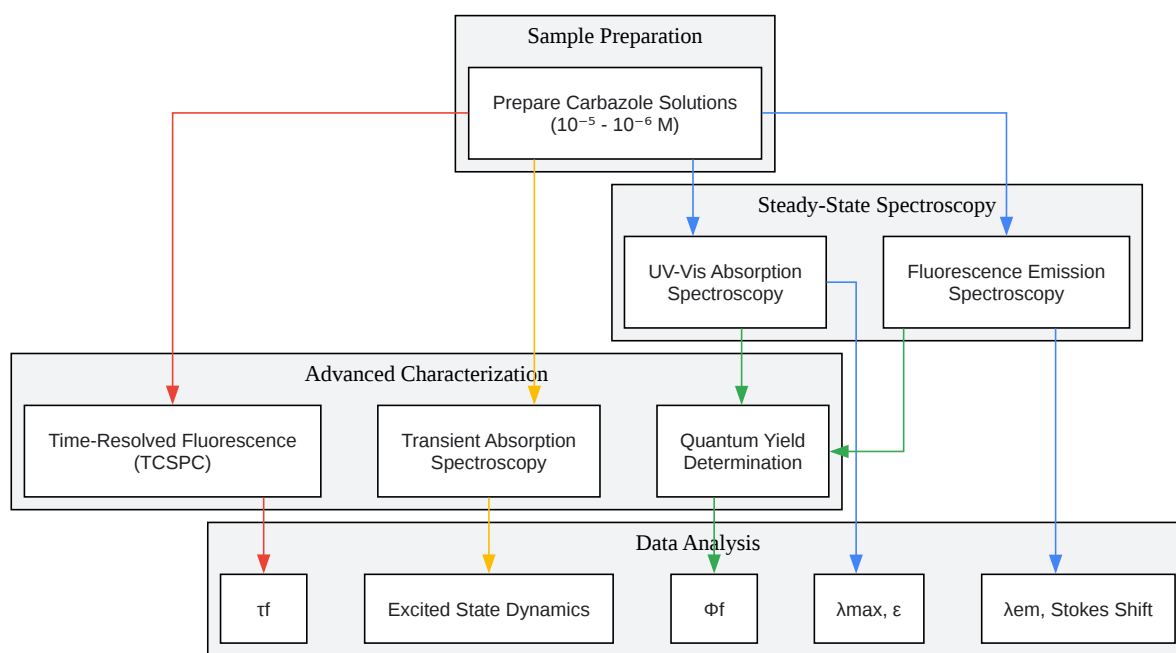 Sample Preparation
Prepare Carbazole Solutions
(10⁻⁵ - 10⁻⁶ M)
Steady-State Spectroscopy
UV-Vis Absorption
Spectroscopy
Fluorescence Emission
Spectroscopy
Advanced Characterization
Time-Resolved Fluorescence
(TCSPC)
Transient Absorption
Spectroscopy
Quantum Yield
Determination
Data Analysis
τf
Excited State Dynamics
Φf
λmax, ε
λem, Stokes Shift